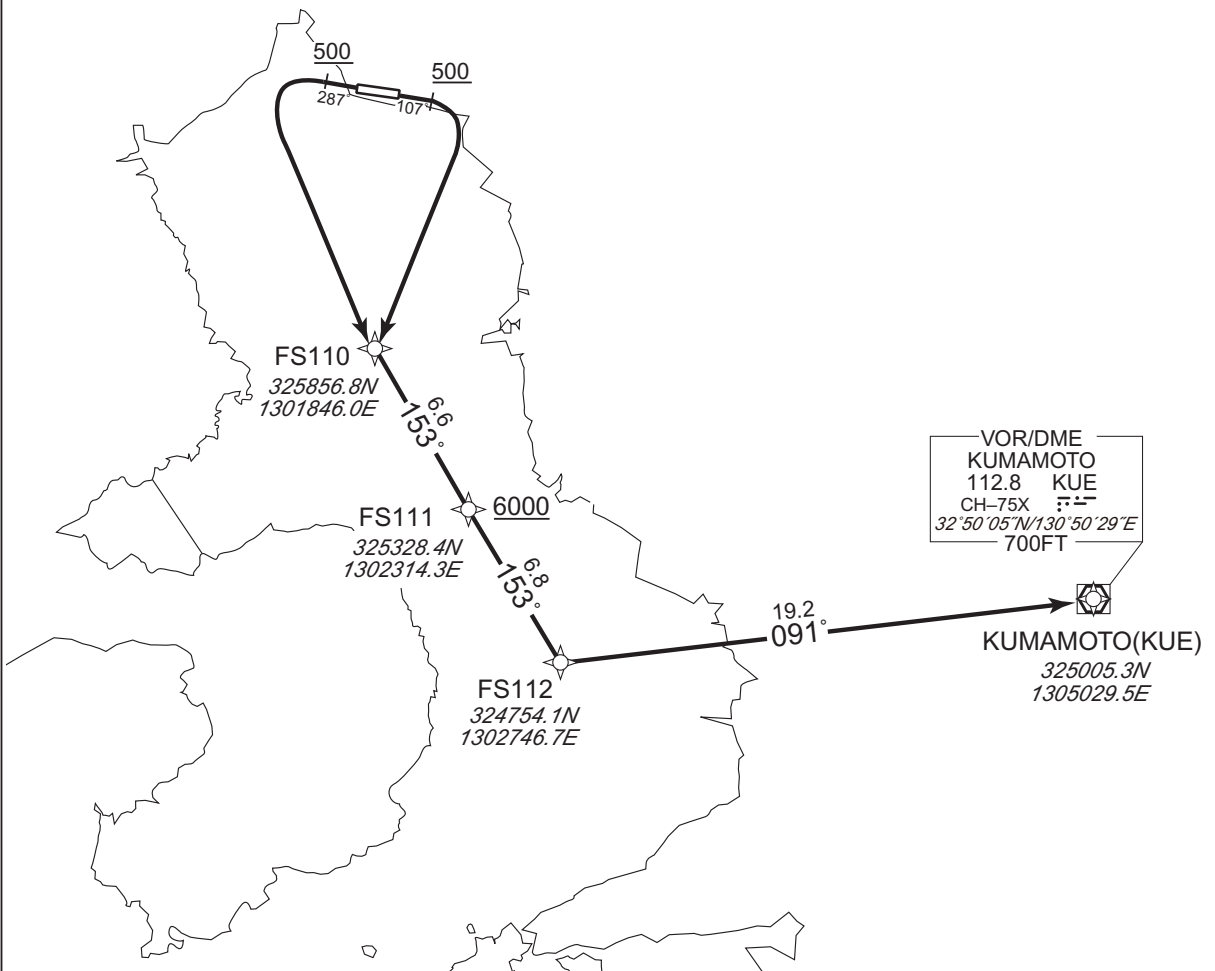 500
500
287°
107°
FS110
325856.8N
1301846.0E
6.6
153°
FS111
6000
325328.4N
1302314.3E
6.8
153°
VOR/DME
KUMAMOTO
112.8 KUE
CH–75X
32°50´05˝N/130°50´29˝E
700FT
19.2
091°
KUMAMOTO(KUE)
325005.3N
1305029.5E
FS112
324754.1N
1302746.7E